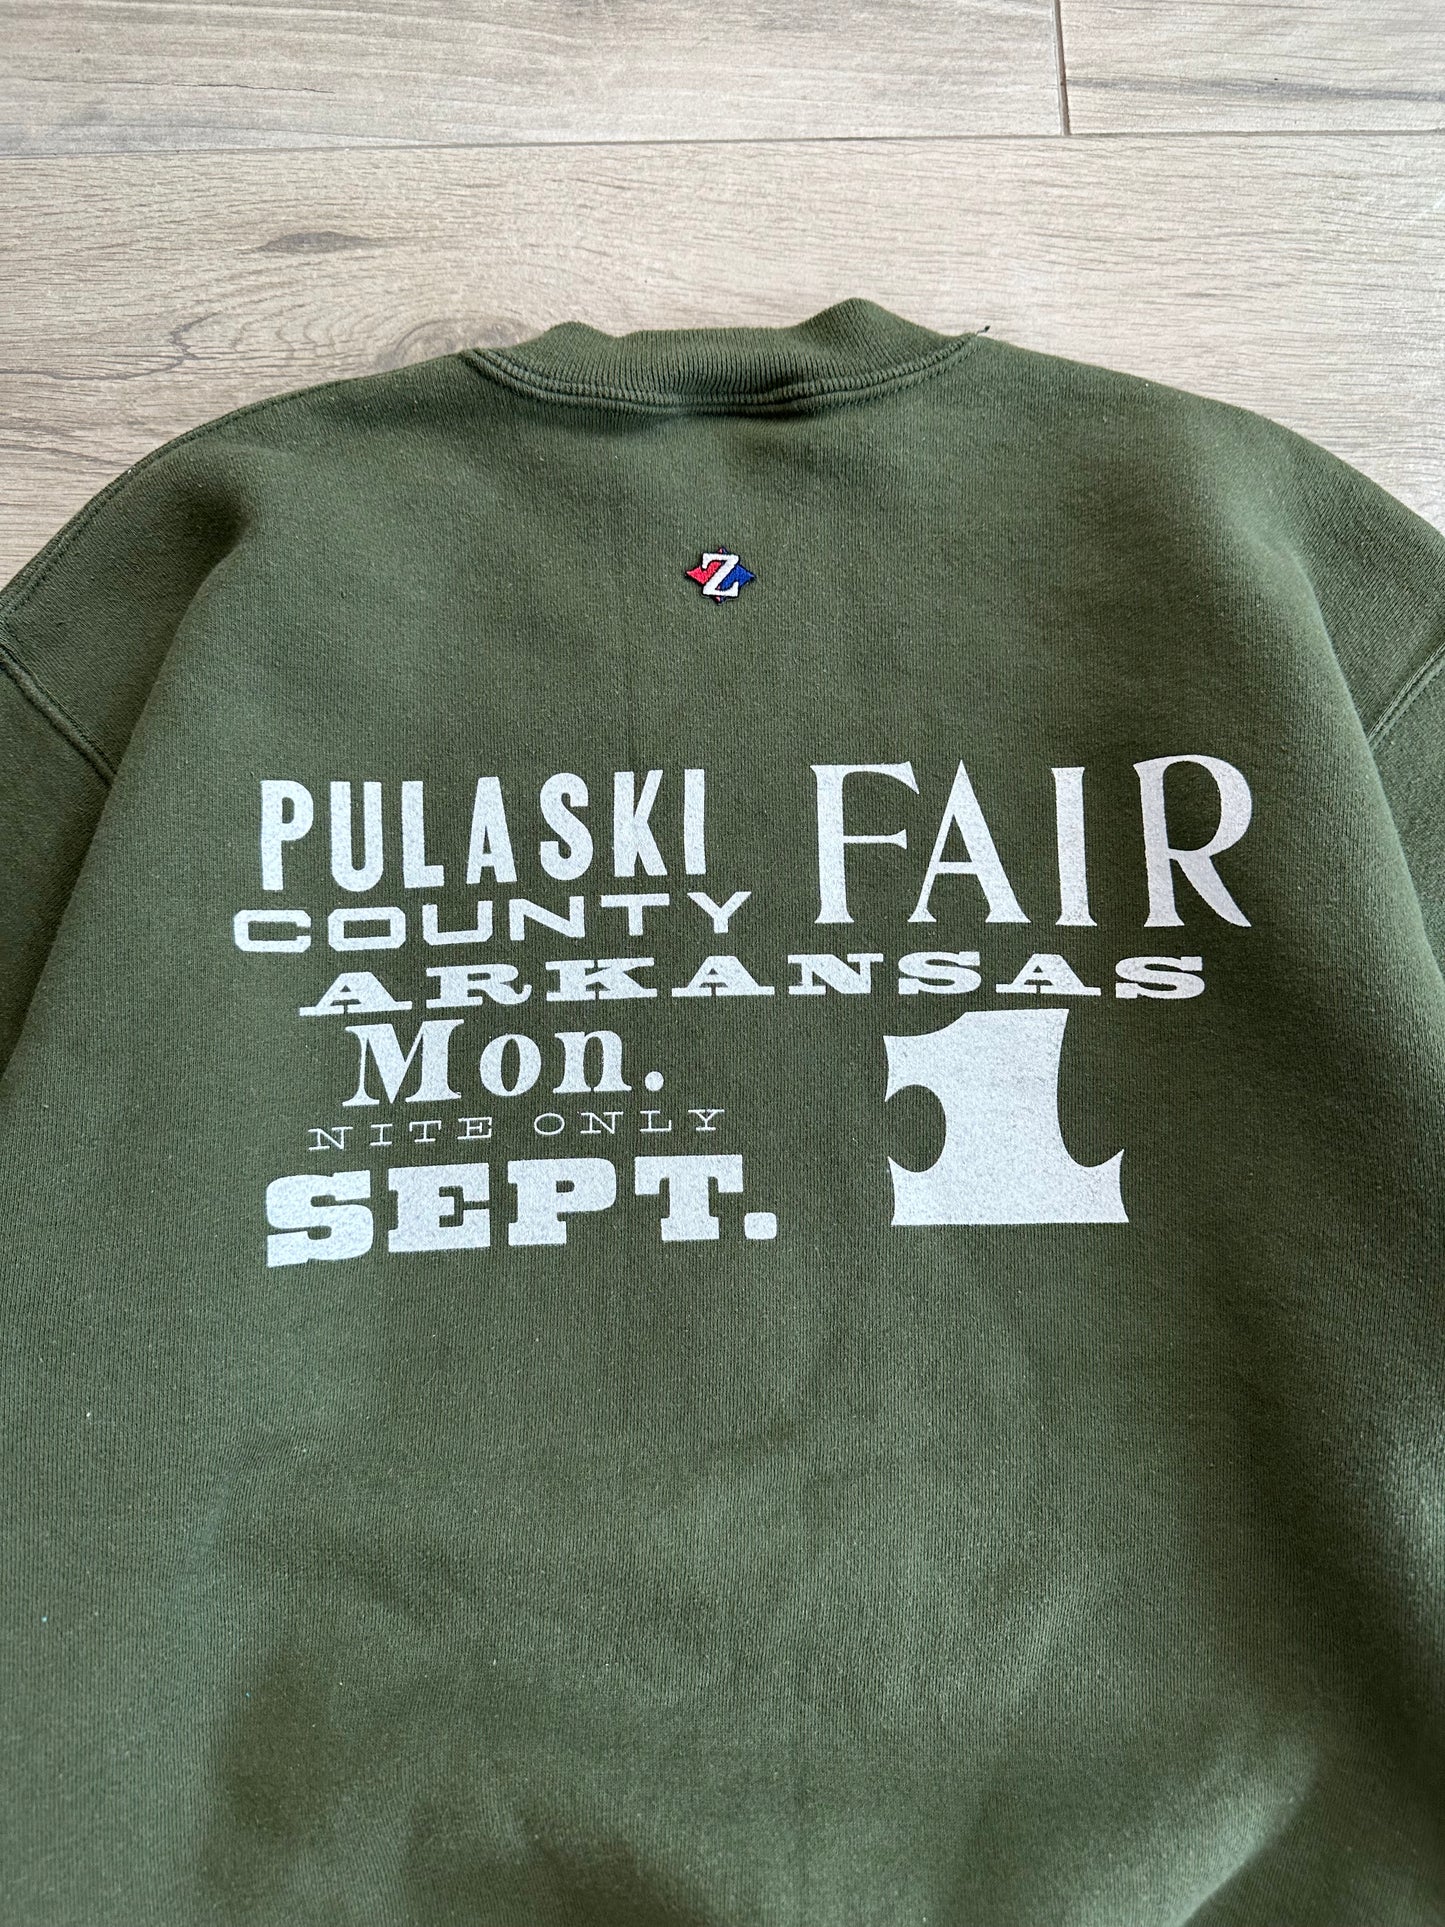 Z
PULASKI FAIR
COUNTY
ARKANSAS
Mon. 1
NITE ONLY
SEPT.